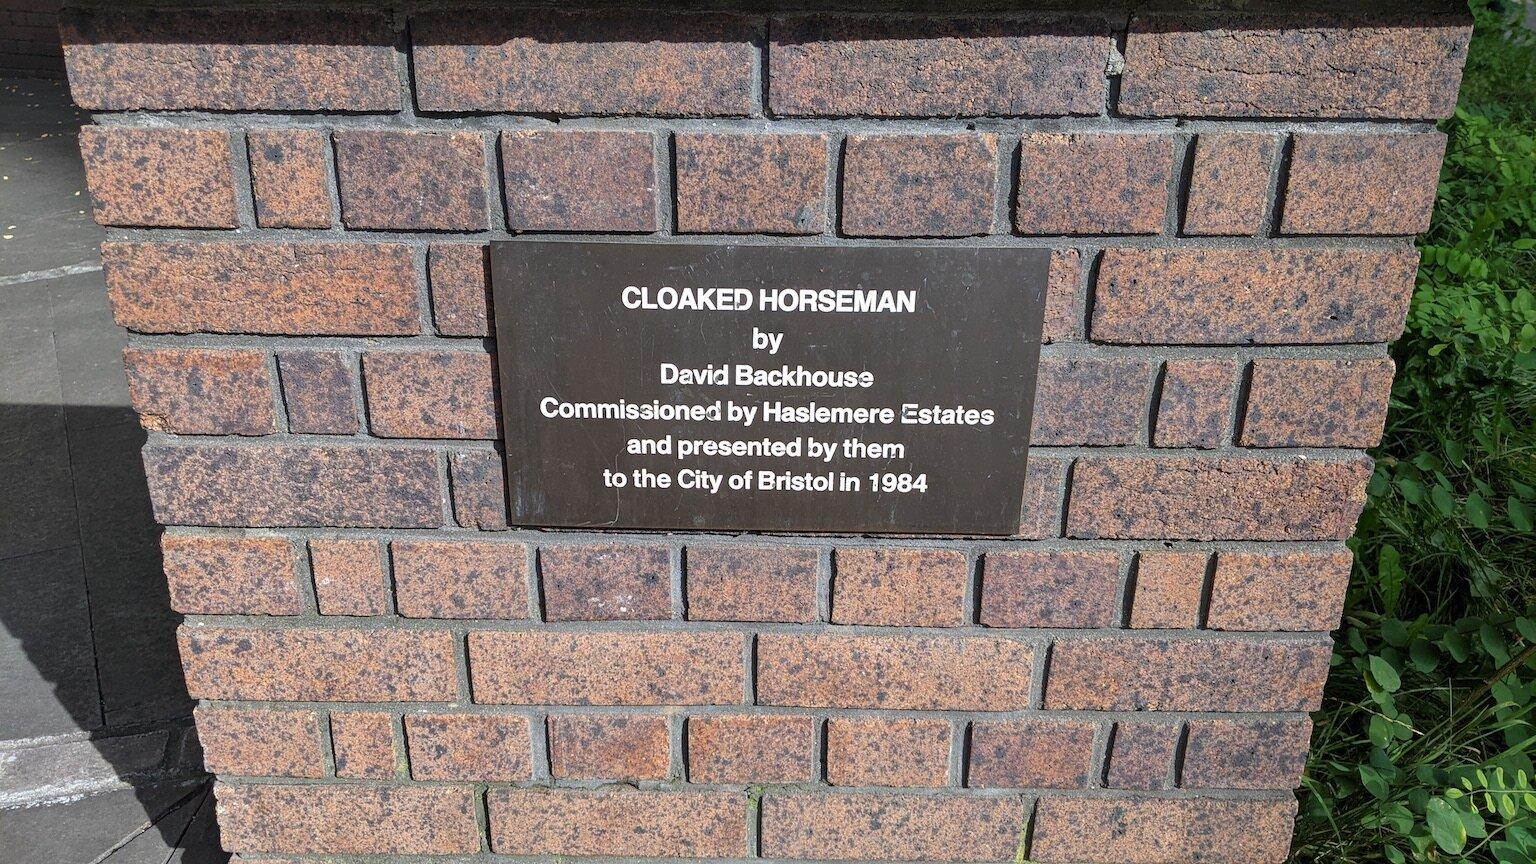 CLOAKED HORSEMAN
by
David Backhouse
Commissioned by Haslemere Estates
and presented by them
to the City of Bristol in 1984